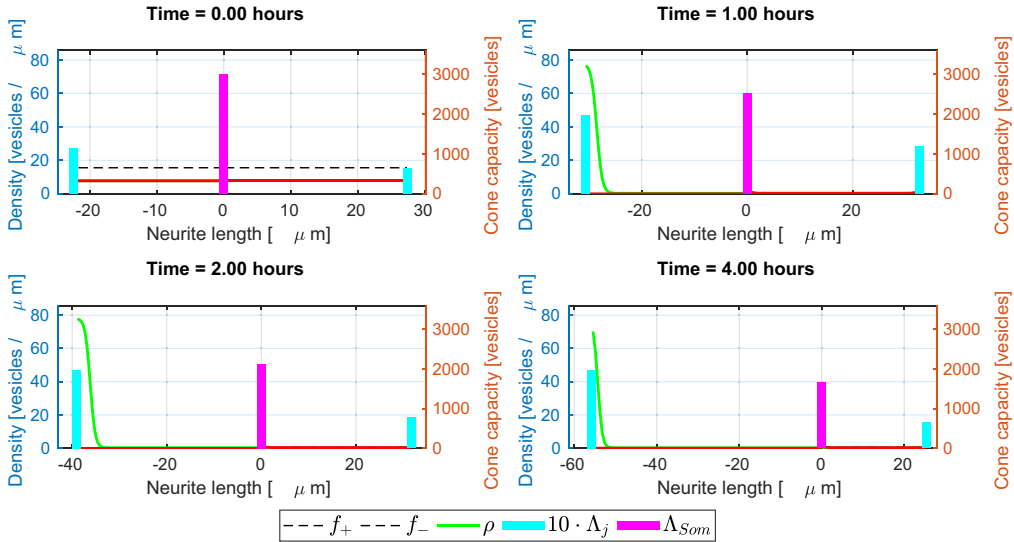 Time = 0.00 hours
Density [vesicles / μ m]
80
60
40
20
0
Cone capacity [vesicles]
3000
2000
1000
0
-20 -10 0 10 20 30
Neurite length [ μ m]
Time = 1.00 hours
Density [vesicles / μ m]
80
60
40
20
0
Cone capacity [vesicles]
3000
2000
1000
0
-20 0 20
Neurite length [ μ m]
Time = 2.00 hours
Density [vesicles / μ m]
80
60
40
20
0
Cone capacity [vesicles]
3000
2000
1000
0
-40 -20 0 20
Neurite length [ μ m]
Time = 4.00 hours
Density [vesicles / μ m]
80
60
40
20
0
Cone capacity [vesicles]
3000
2000
1000
0
-60 -40 -20 0 20
Neurite length [ μ m]
f_+ f_- ρ 10 · Λ_j Λ_Som